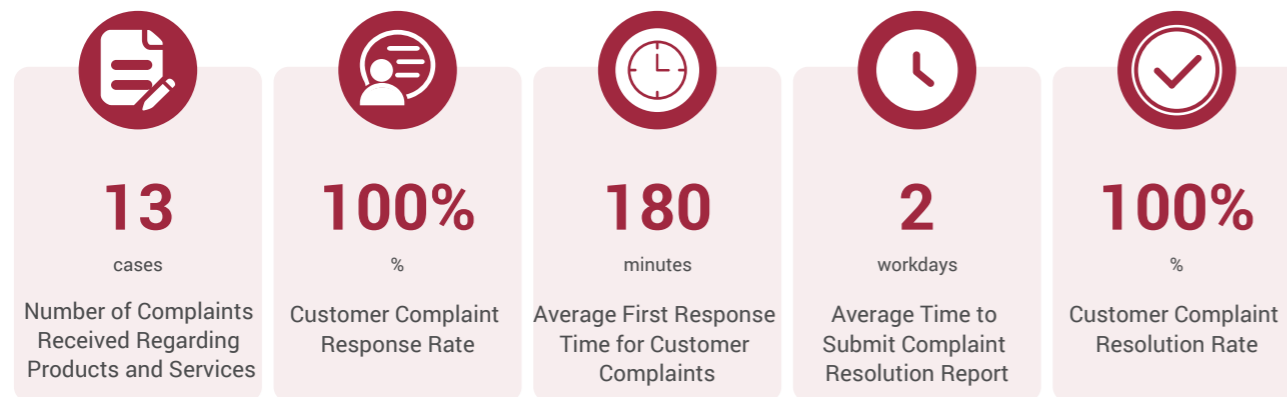 13
cases
Number of Complaints
Received Regarding
Products and Services
100%
%
Customer Complaint
Response Rate
180
minutes
Average First Response
Time for Customer
Complaints
2
workdays
Average Time to
Submit Complaint
Resolution Report
100%
%
Customer Complaint
Resolution Rate